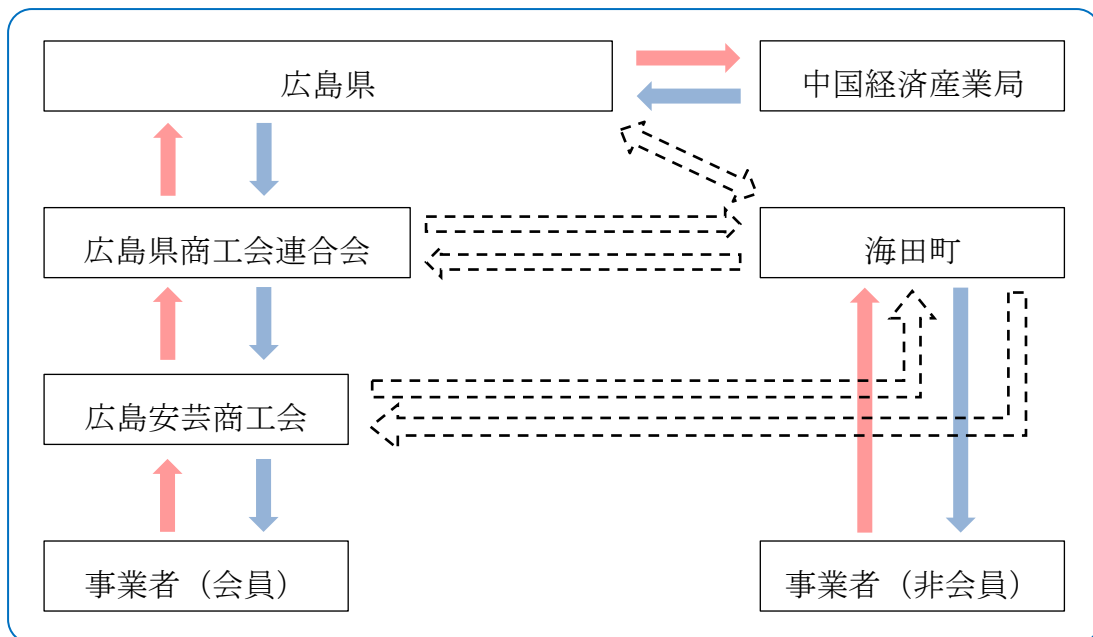 広島県
中国経済産業局
広島県商工会連合会
海田町
広島安芸商工会
事業者（会員）
事業者（非会員）